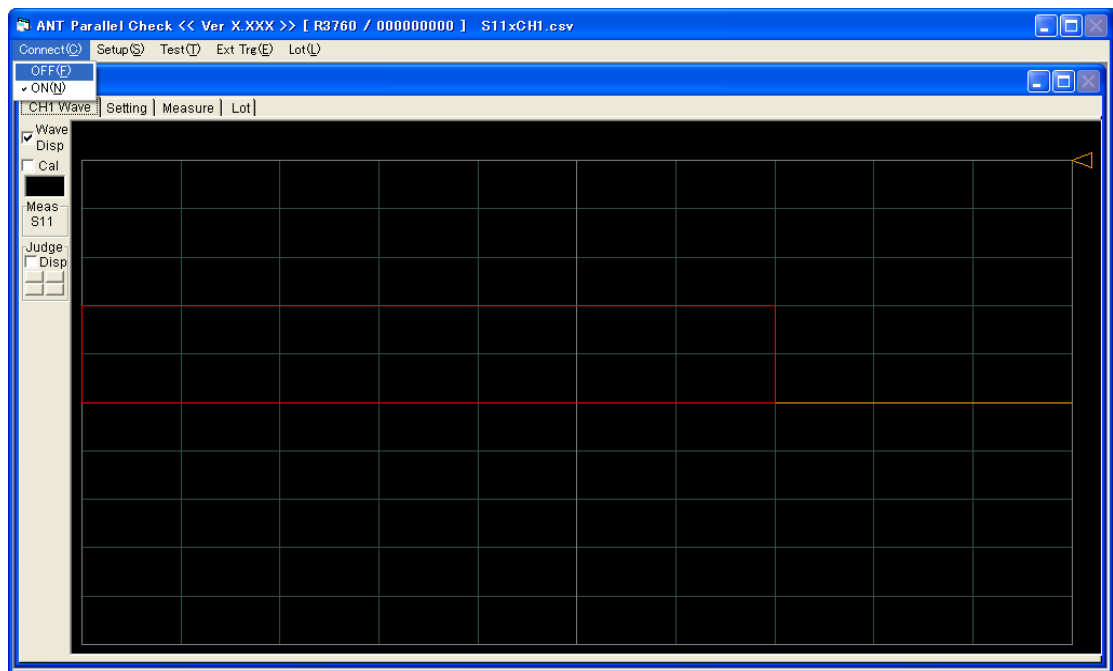 ANT Parallel Check << Ver X.XXX >> [ R3760 / 000000000 ] S11xCH1.csv
Connect(C) Setup(S) Test(T) Ext Trg(E) Lot(L)
OFF(F)
ON(N)
CH1 Wave Setting Measure Lot
Wave
Disp
Cal
Meas
S11
Judge
Disp